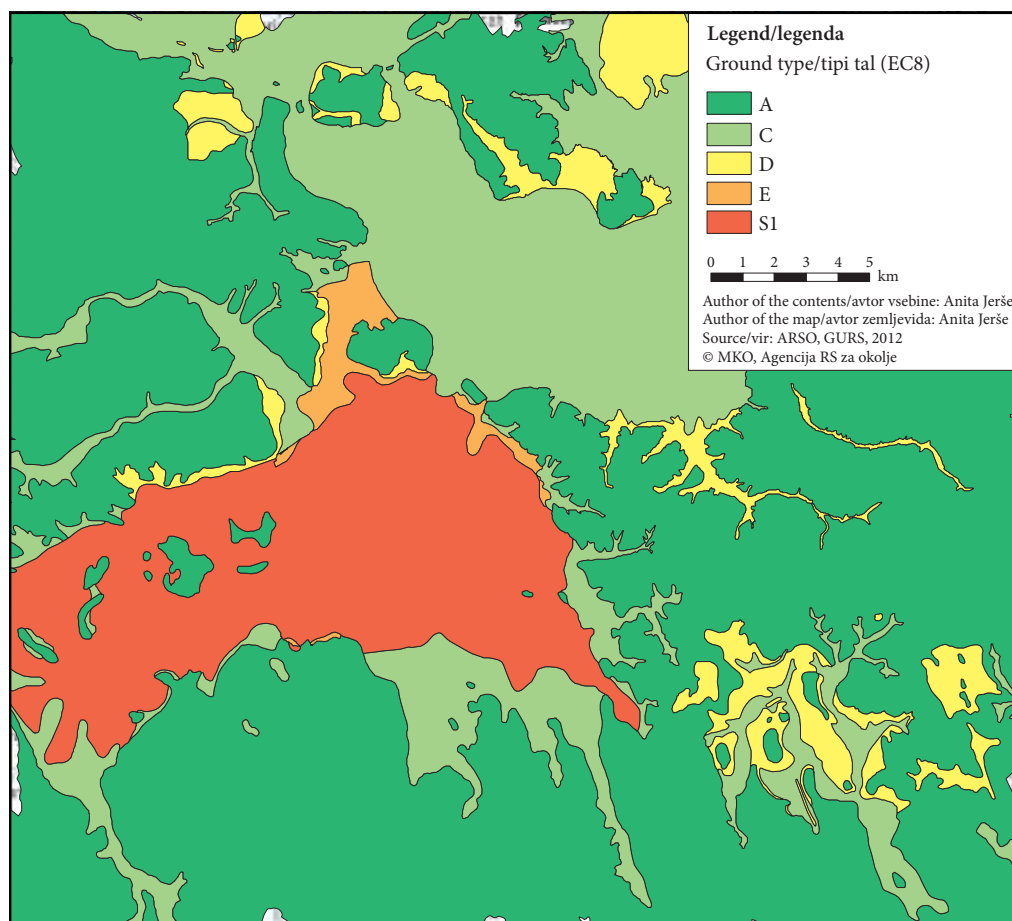 Legend/legenda
Ground type/tipi tal (EC8)
A
C
D
E
S1
0 1 2 3 4 5
km
Author of the contents/avtor vsebine: Anita Jerše
Author of the map/avtor zemljevida: Anita Jerše
Source/vir: ARSO, GURS, 2012
© MKO, Agencija RS za okolje